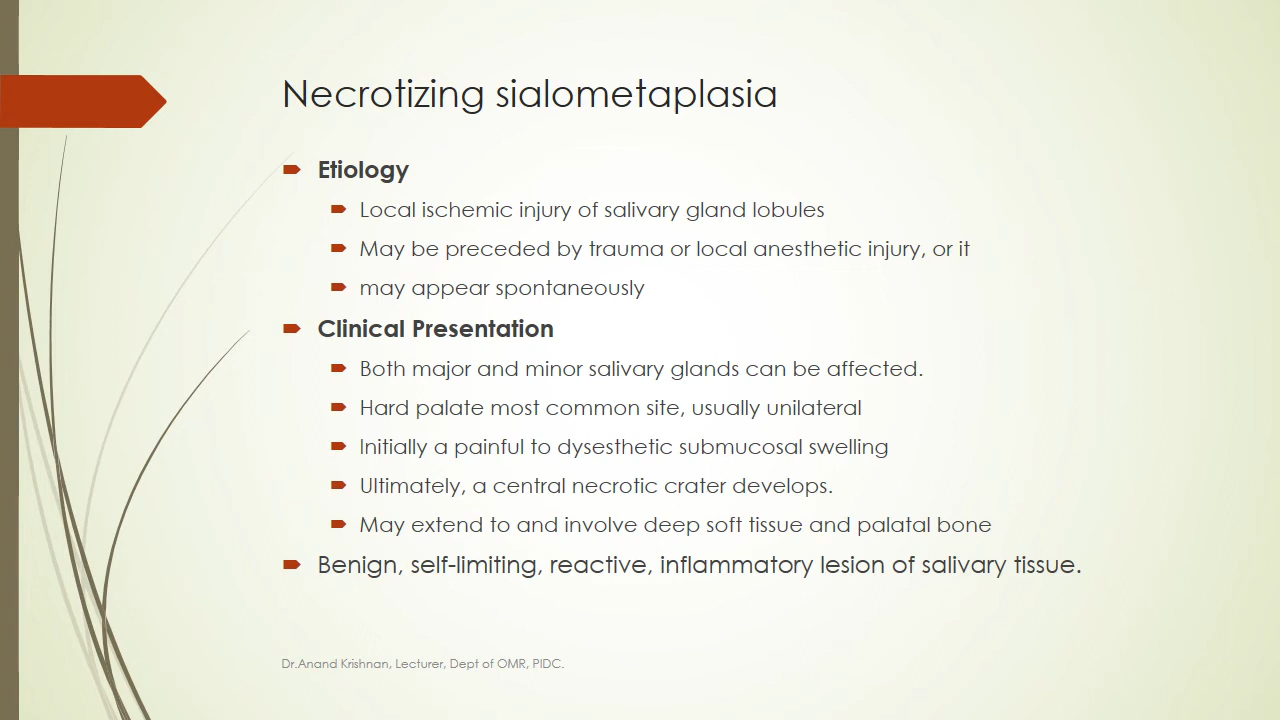 Necrotizing sialometaplasia
Etiology
Local ischemic injury of salivary gland lobules
May be preceded by trauma or local anesthetic injury, or it
may appear spontaneously
Clinical Presentation
Both major and minor salivary glands can be affected.
Hard palate most common site, usually unilateral
Initially a painful to dysesthetic submucosal swelling
Ultimately, a central necrotic crater develops.
May extend to and involve deep soft tissue and palatal bone
Benign, self-limiting, reactive, inflammatory lesion of salivary tissue.
Dr.Anand Krishnan, Lecturer, Dept of OMR, PIDC.